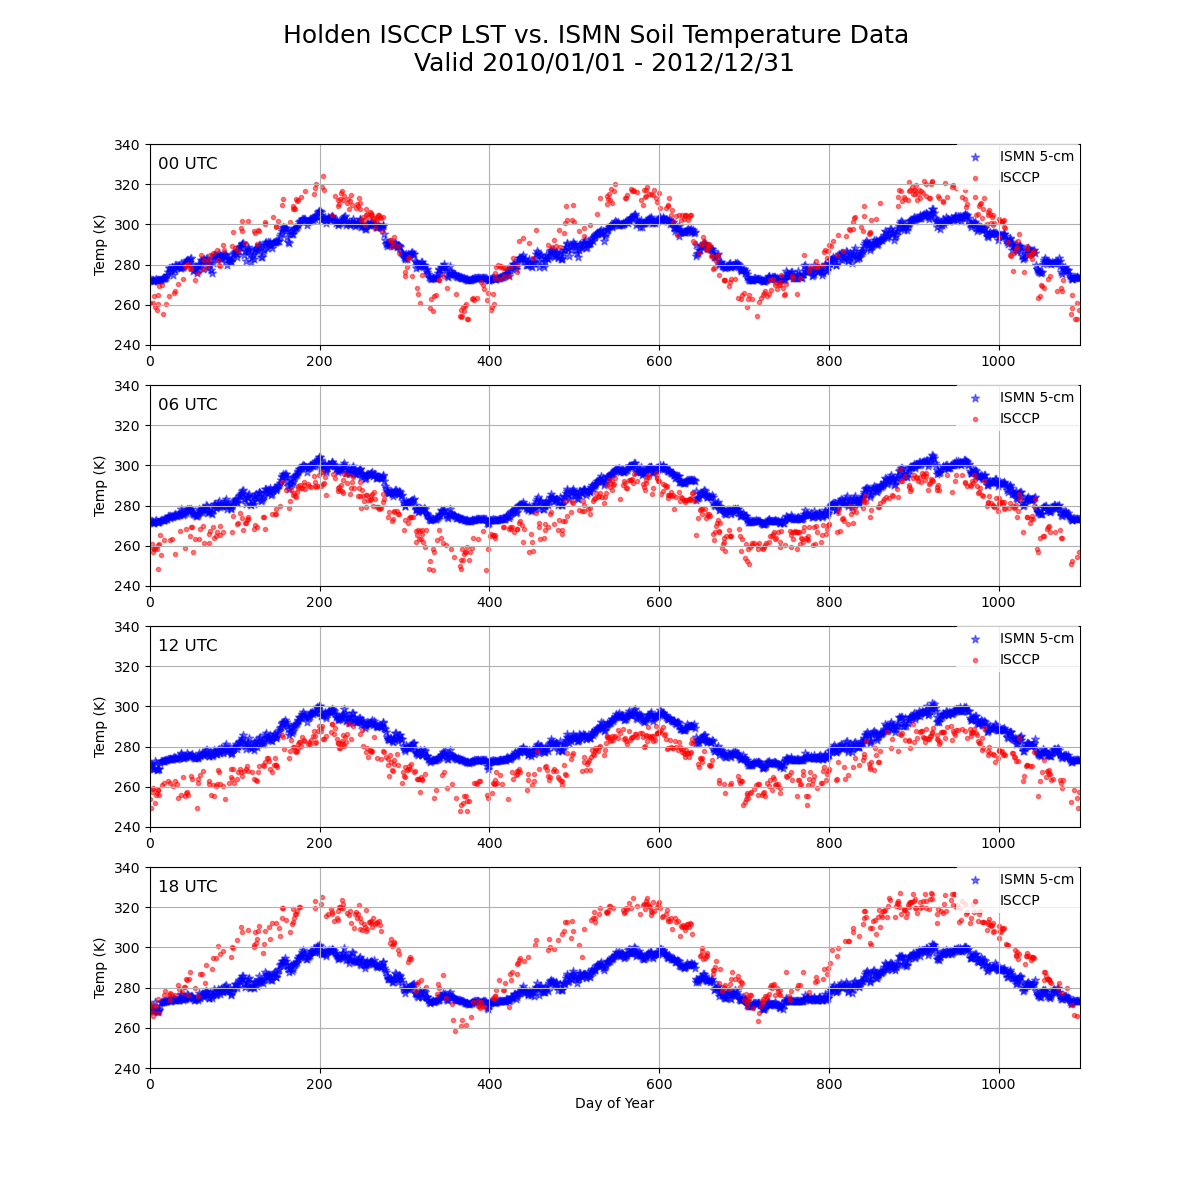 Holden ISCCP LST vs. ISMN Soil Temperature Data
Valid 2010/01/01 - 2012/12/31
340
320
300
280
260
240
Temp (K)
00 UTC
ISMN 5-cm
ISCCP
0 200 400 600 800 1000
340
320
300
280
260
240
Temp (K)
06 UTC
ISMN 5-cm
ISCCP
0 200 400 600 800 1000
340
320
300
280
260
240
Temp (K)
12 UTC
ISMN 5-cm
ISCCP
0 200 400 600 800 1000
340
320
300
280
260
240
Temp (K)
18 UTC
ISMN 5-cm
ISCCP
0 200 400 600 800 1000
Day of Year